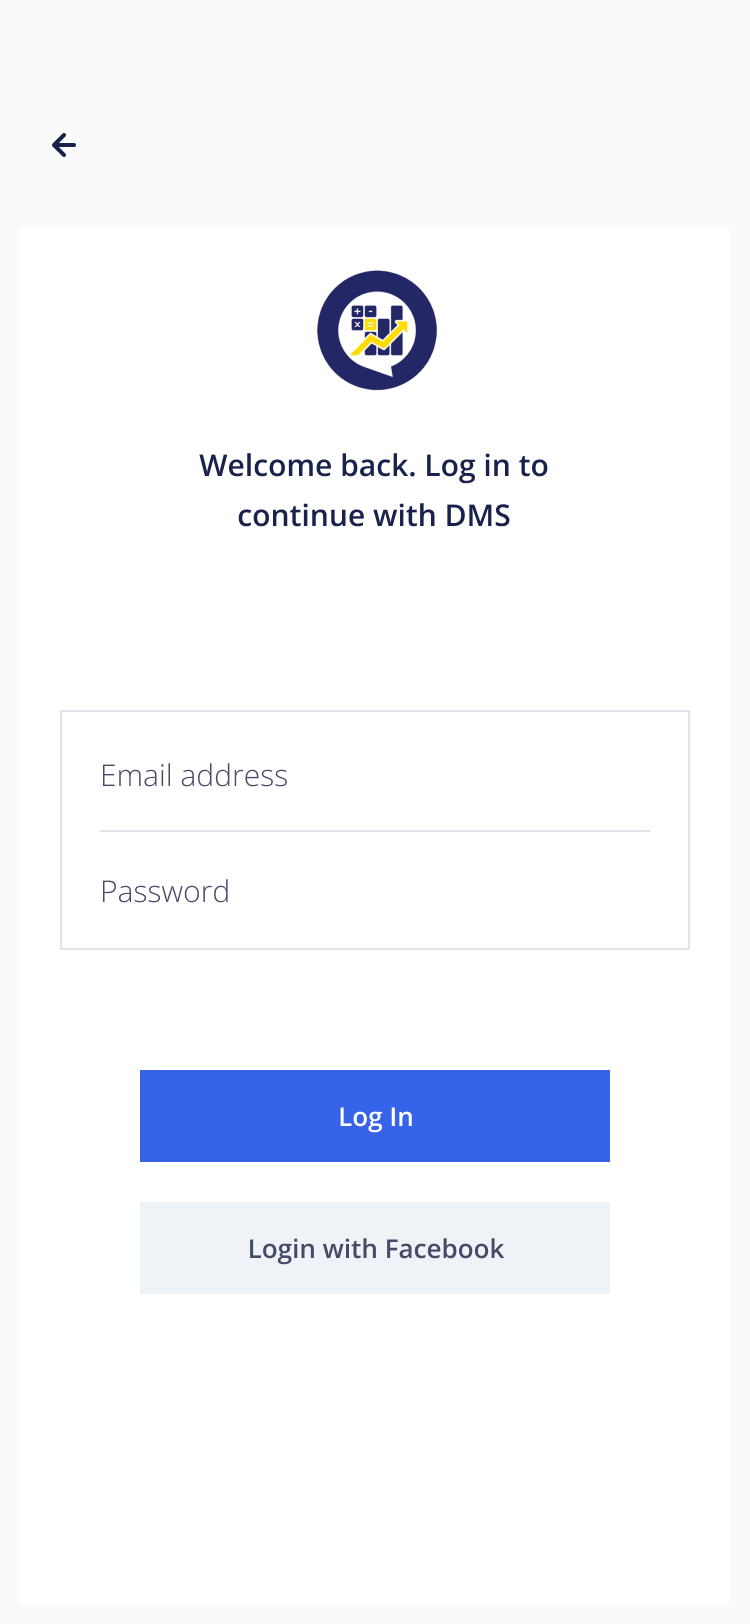 Welcome back. Log in to
continue with DMS
Email address
Password
Log In
Login with Facebook